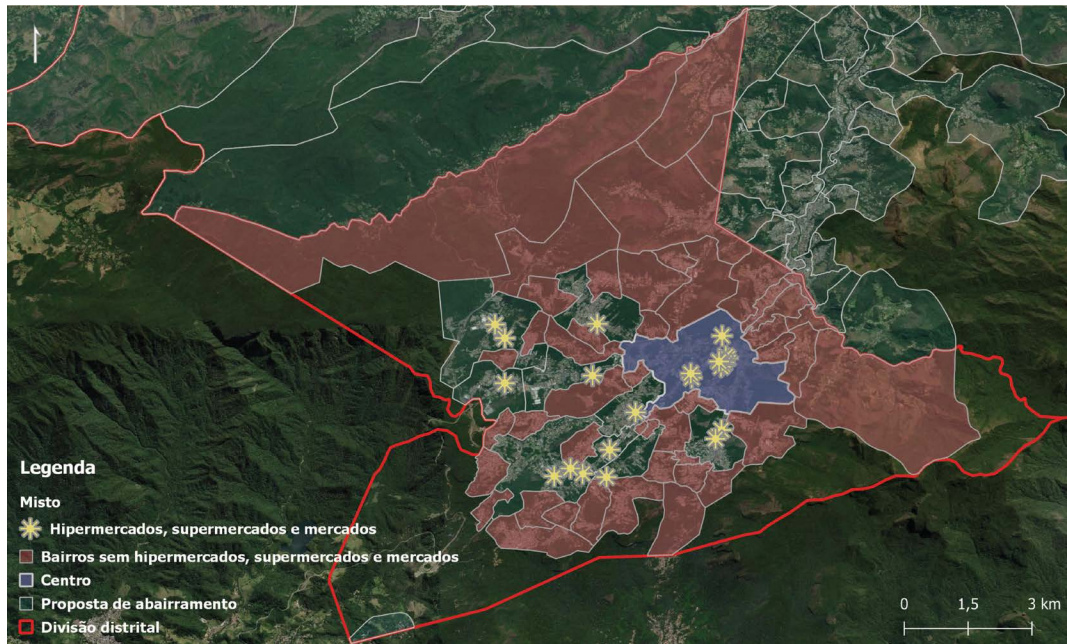 Legenda
Misto
Hipermercados, supermercados e mercados
Bairros sem hipermercados, supermercados e mercados
Centro
Proposta de abairramento
Divisão distrital
0 1,5 3 km